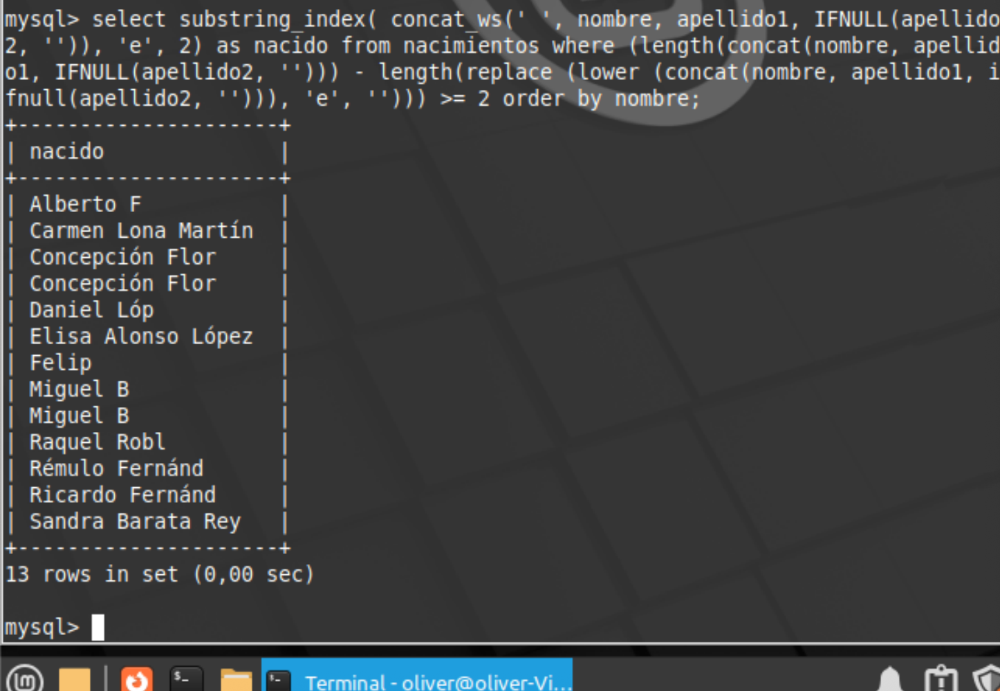 mysql> select substring_index( concat_ws(' ', nombre, apellido1, IFNULL(apellido
2, '')), 'e', 2) as nacido from nacimientos where (length(concat(nombre, apellid
o1, IFNULL(apellido2, ''))) - length(replace (lower (concat(nombre, apellido1, i
fnull(apellido2, ''))), 'e', ''))) >= 2 order by nombre;
+---------------------+
| nacido              |
+---------------------+
| Alberto F           |
| Carmen Lona Martín  |
| Concepción Flor     |
| Concepción Flor     |
| Daniel Lóp          |
| Elisa Alonso López  |
| Felip               |
| Miguel B            |
| Miguel B            |
| Raquel Robl         |
| Rémulo Fernánd      |
| Ricardo Fernánd     |
| Sandra Barata Rey   |
+---------------------+
13 rows in set (0,00 sec)
mysql>
Terminal - oliver@oliver-Vi...